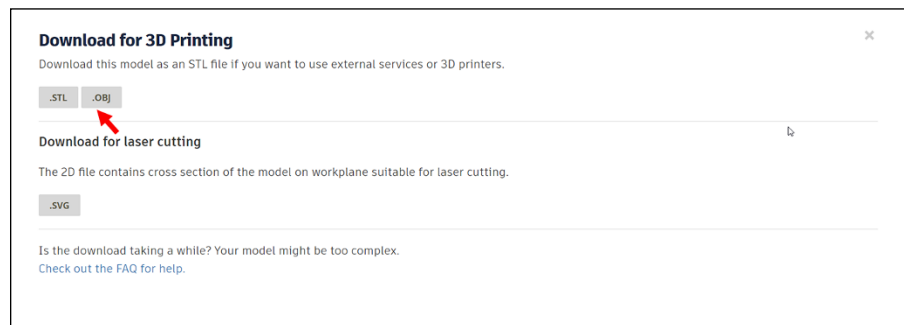 Download for 3D Printing
Download this model as an STL file if you want to use external services or 3D printers.
.STL .OBJ
Download for laser cutting
The 2D file contains cross section of the model on workplane suitable for laser cutting.
.SVG
Is the download taking a while? Your model might be too complex.
Check out the FAQ for help.